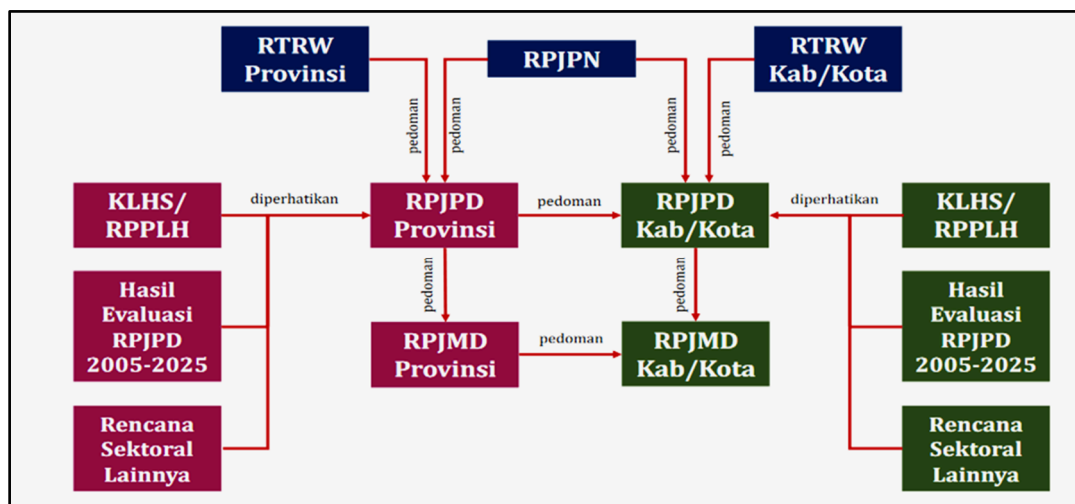 RTRW
Provinsi
RPJPN
RTRW
Kab/Kota
pedoman
pedoman
pedoman
pedoman
KLHS/
RPPLH
diperhatikan
RPJPD
Provinsi
pedoman
RPJPD
Kab/Kota
diperhatikan
KLHS/
RPPLH
pedoman
pedoman
Hasil
Evaluasi
RPJPD
2005-2025
RPJMD
Provinsi
pedoman
RPJMD
Kab/Kota
Hasil
Evaluasi
RPJPD
2005-2025
Rencana
Sektoral
Lainnya
Rencana
Sektoral
Lainnya